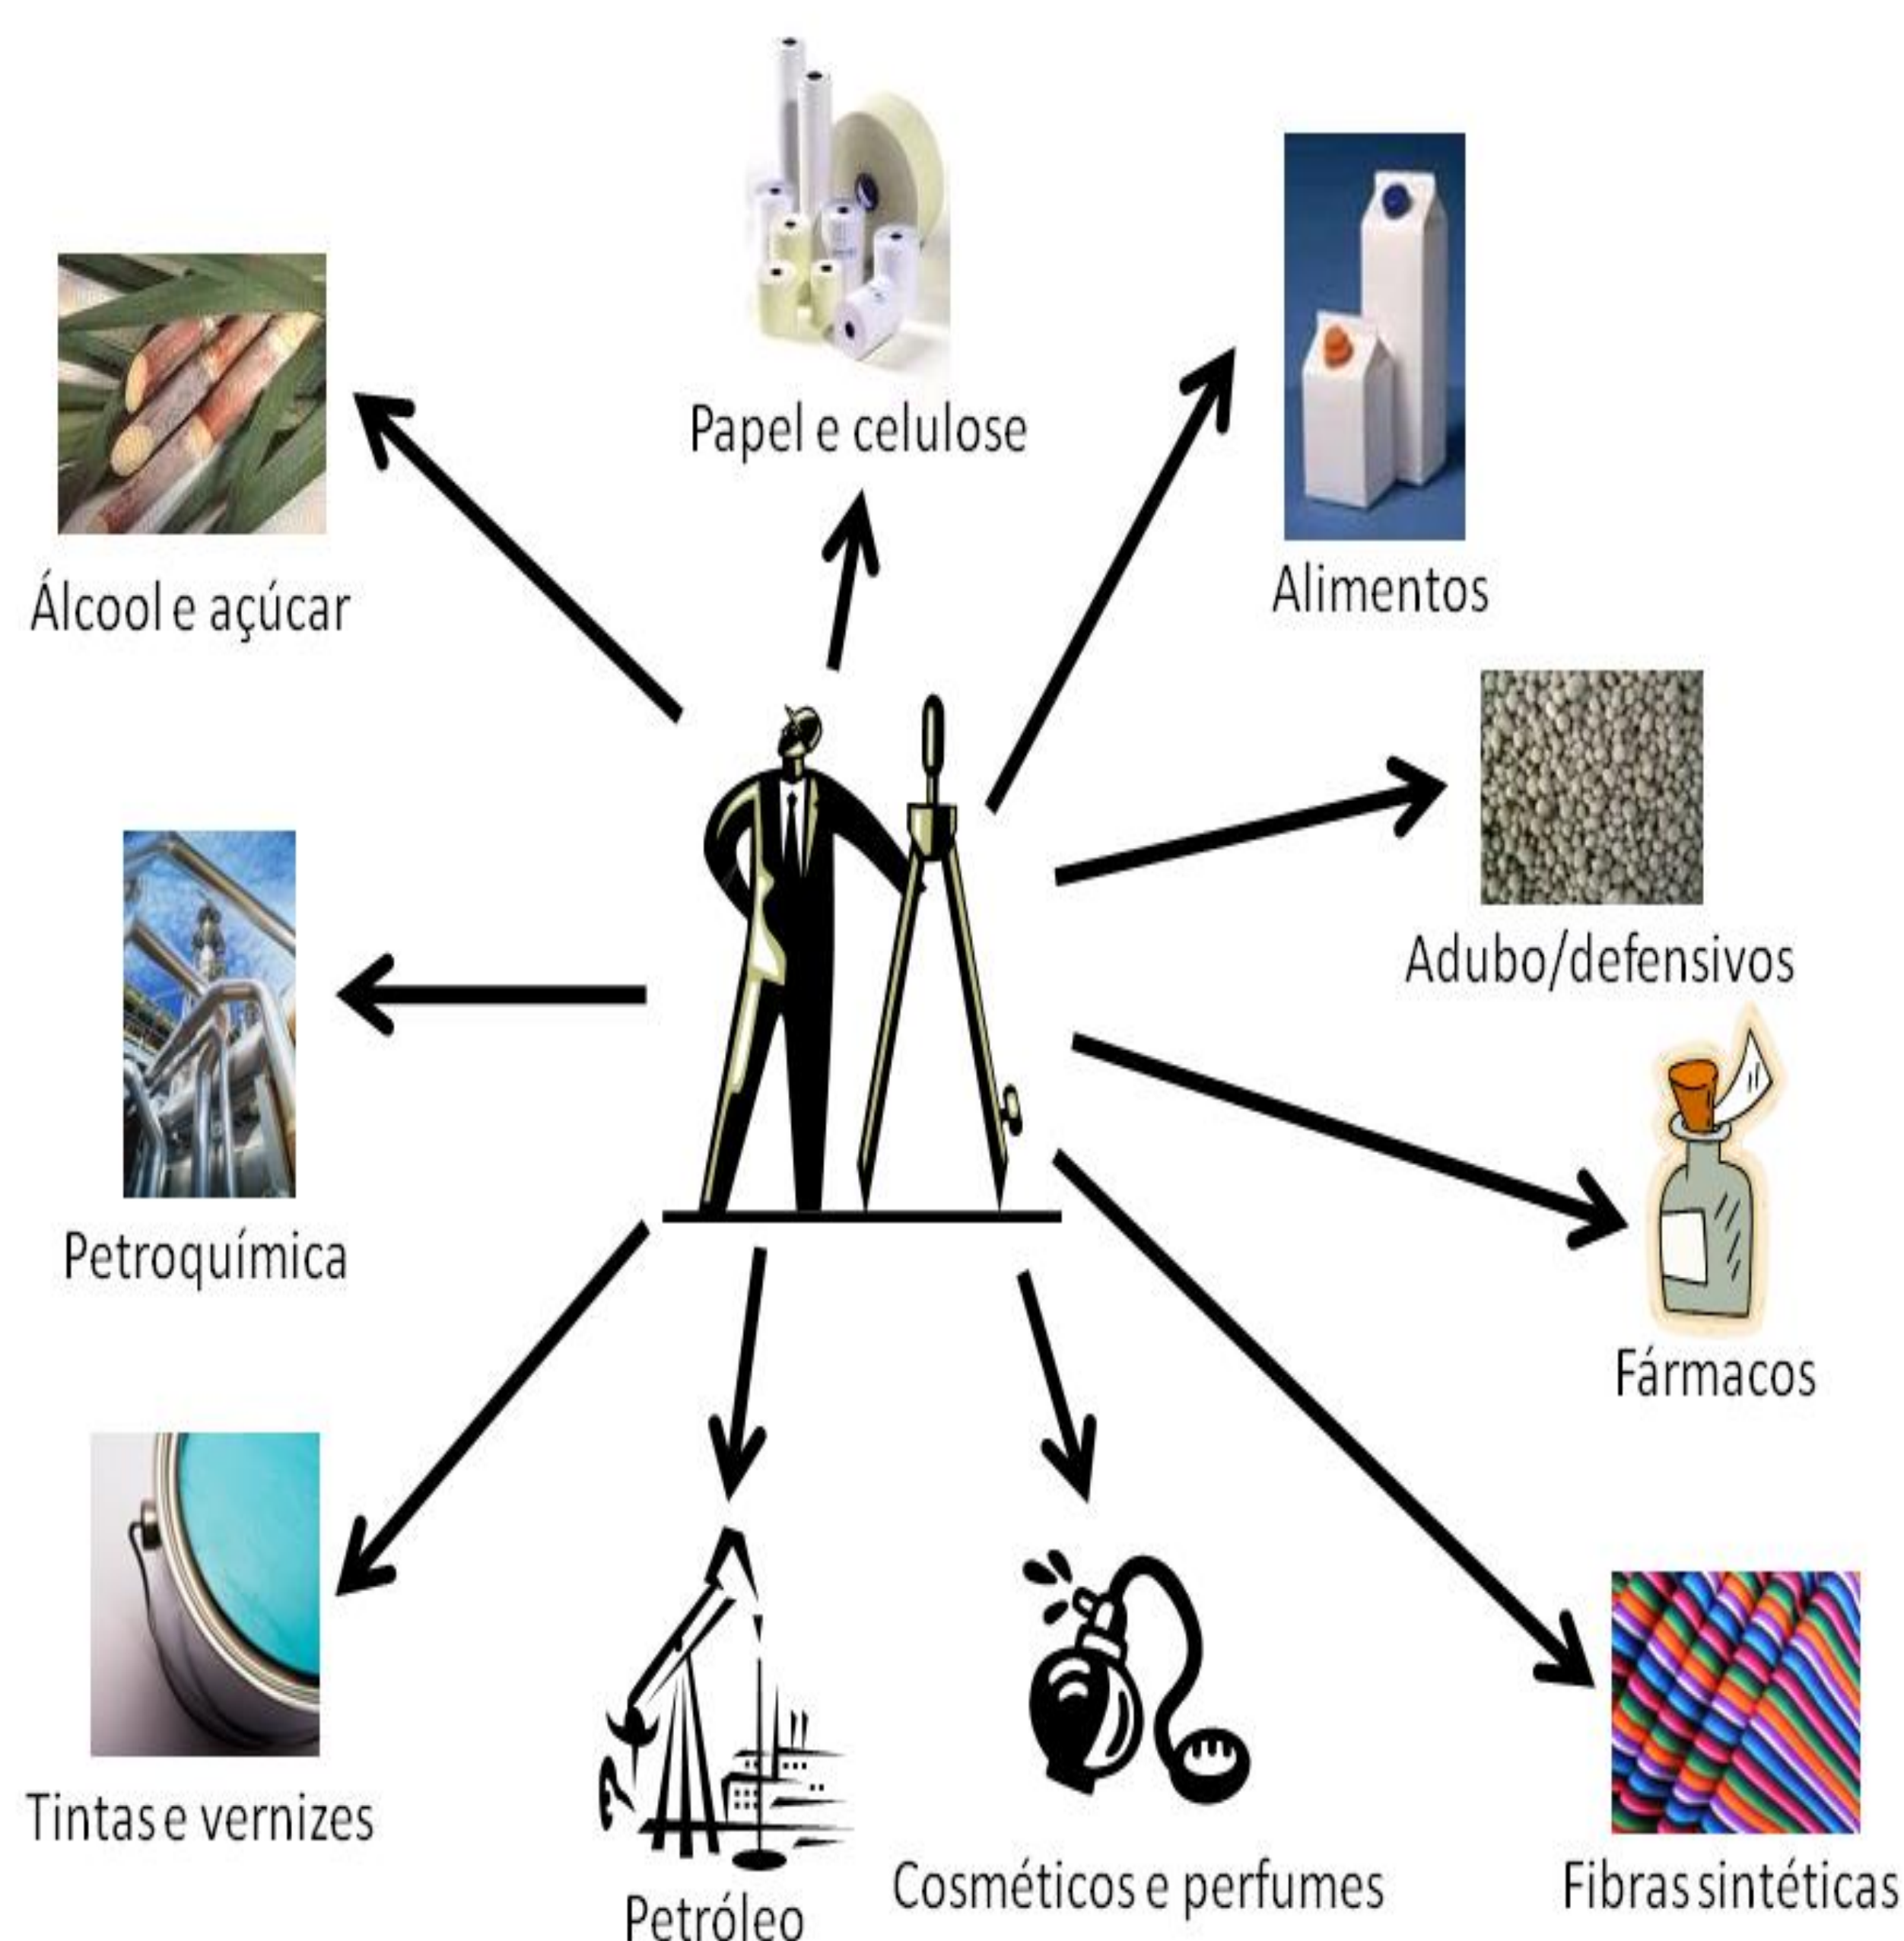 Papel e celulose
Alimentos
Álcool e açúcar
Adubo/defensivos
Petroquímica
Fármacos
Tintas e vernizes
Petróleo
Cosméticos e perfumes
Fibras sintéticas